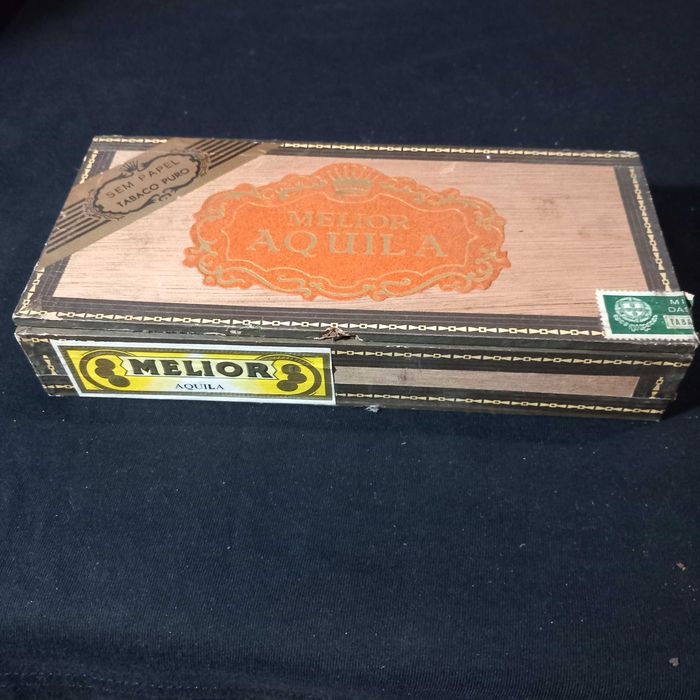 SEM PAPEL
TABACO PURO
MELIOR
AQUILA
MELIOR
AQUILA